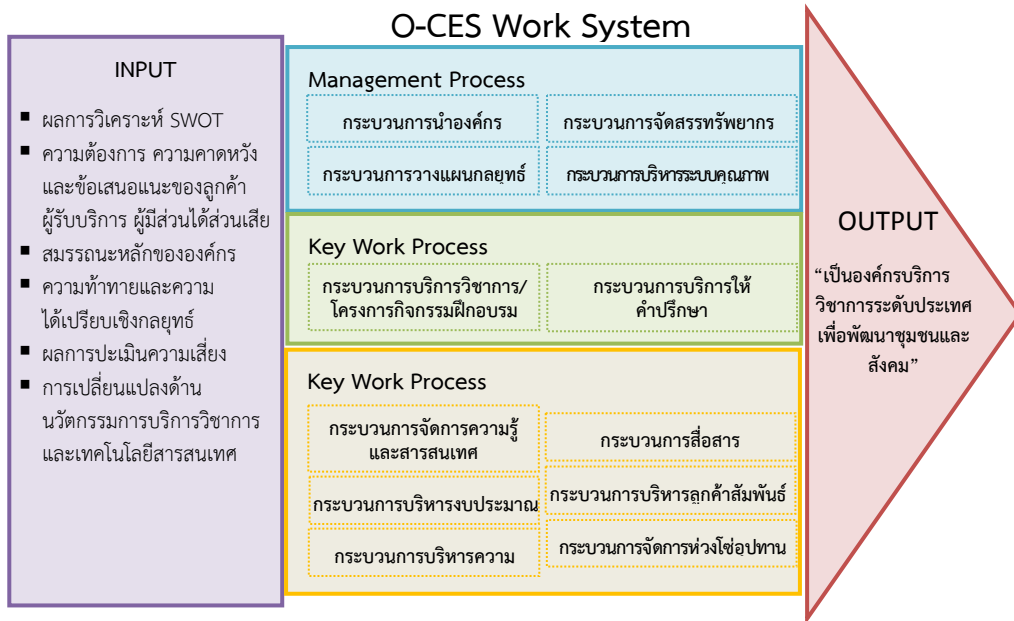 O-CES Work System
INPUT
▪ ผลการวิเคราะห์ SWOT
▪ ความต้องการ ความคาดหวัง
และข้อเสนอแนะของลูกค้า
ผู้รับบริการ ผู้มีส่วนได้ส่วนเสีย
▪ สมรรถนะหลักขององค์กร
▪ ความท้าทายและความ
ได้เปรียบเชิงกลยุทธ์
▪ ผลการประเมินความเสี่ยง
▪ การเปลี่ยนแปลงด้าน
นวัตกรรมการบริการวิชาการ
และเทคโนโลยีสารสนเทศ
Management Process
กระบวนการนำองค์กร
กระบวนการจัดสรรทรัพยากร
กระบวนการวางแผนกลยุทธ์
กระบวนการบริหารระบบคุณภาพ
Key Work Process
กระบวนการบริการวิชาการ/
โครงการกิจกรรมฝึกอบรม
กระบวนการบริการให้
คำปรึกษา
Key Work Process
กระบวนการจัดการความรู้
และสารสนเทศ
กระบวนการสื่อสาร
กระบวนการบริหารงบประมาณ
กระบวนการบริหารลูกค้าสัมพันธ์
กระบวนการบริหารความ
กระบวนการจัดการห่วงโซ่อุปทาน
OUTPUT
“เป็นองค์กรบริการ
วิชาการระดับประเทศ
เพื่อพัฒนาชุมชนและ
สังคม”